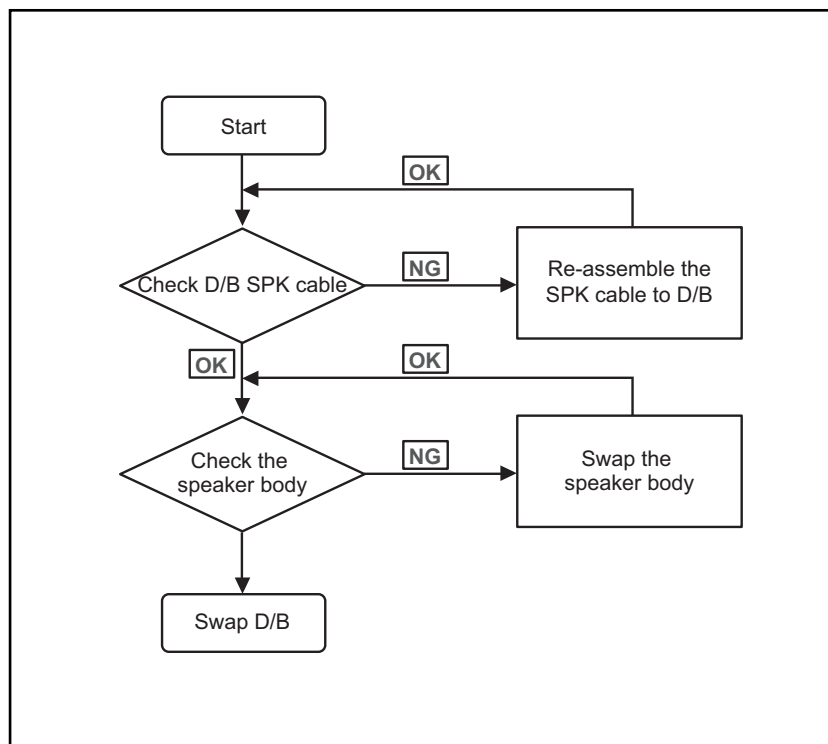 Start
OK
Check D/B SPK cable
NG
Re-assemble the
SPK cable to D/B
OK
OK
Check the
speaker body
NG
Swap the
speaker body
Swap D/B